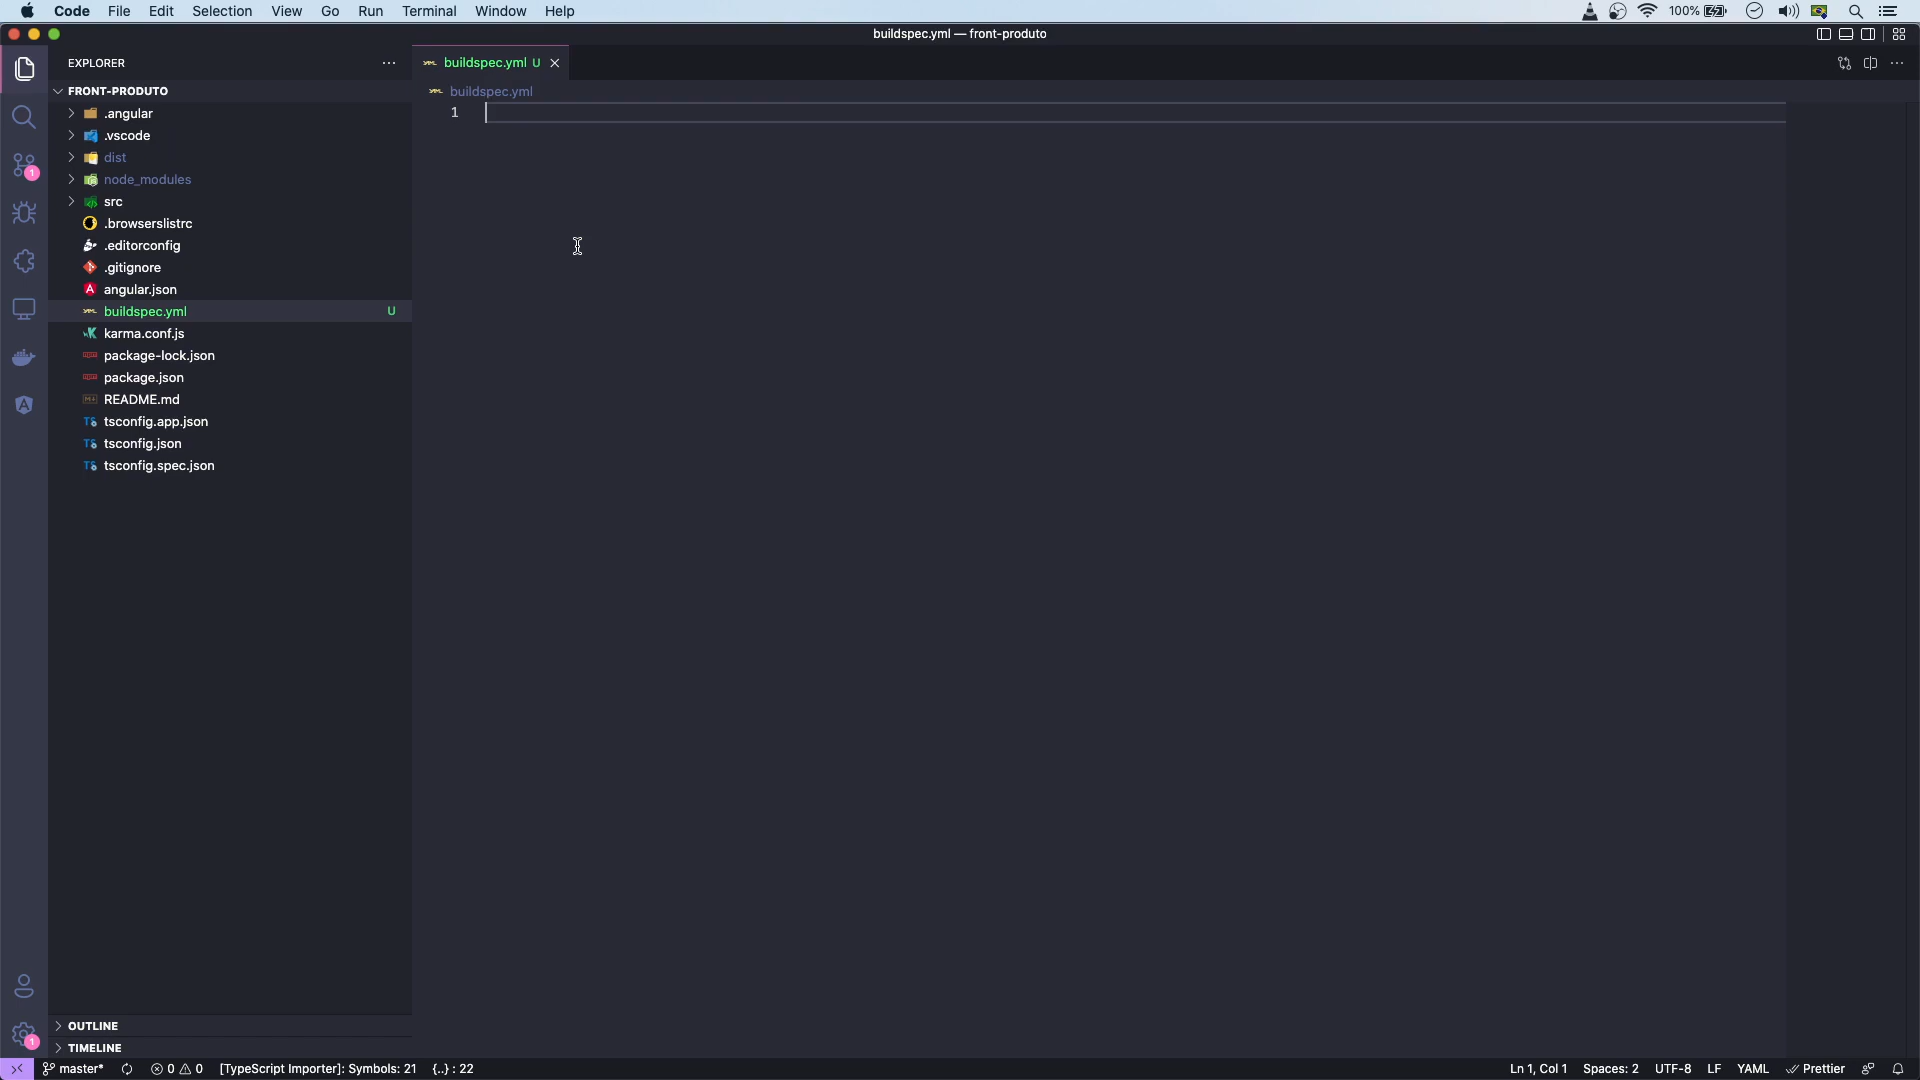 Code File Edit Selection View Go Run Terminal Window Help
100%
buildspec.yml — front-produto
EXPLORER
FRONT-PRODUTO
.angular
.vscode
dist
node_modules
src
.browserslistrc
.editorconfig
.gitignore
angular.json
buildspec.yml U
karma.conf.js
package-lock.json
package.json
README.md
tsconfig.app.json
tsconfig.json
tsconfig.spec.json
OUTLINE
TIMELINE
buildspec.yml U
buildspec.yml
1
1
1
master* 0 0 [TypeScript Importer]: Symbols: 21 {..} : 22
Ln 1, Col 1 Spaces: 2 UTF-8 LF YAML Prettier